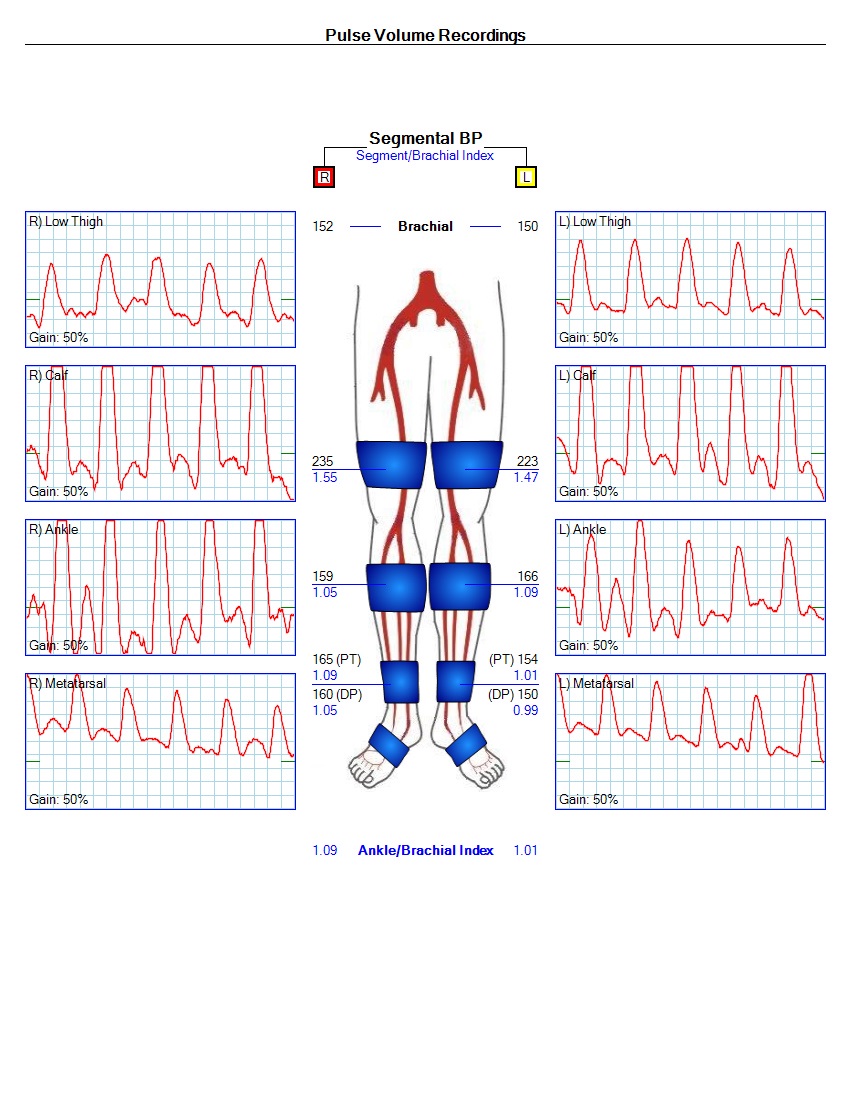 Pulse Volume Recordings
Segmental BP
Segment/Brachial Index
R
L
152 Brachial 150
R) Low Thigh
Gain: 50%
L) Low Thigh
Gain: 50%
R) Calf
Gain: 50%
L) Calf
Gain: 50%
235
1.55
223
1.47
R) Ankle
Gain: 50%
L) Ankle
Gain: 50%
159
1.05
166
1.09
165 (PT)
1.09
160 (DP)
1.05
(PT) 154
1.01
(DP) 150
0.99
R) Metatarsal
Gain: 50%
L) Metatarsal
Gain: 50%
1.09 Ankle/Brachial Index 1.01